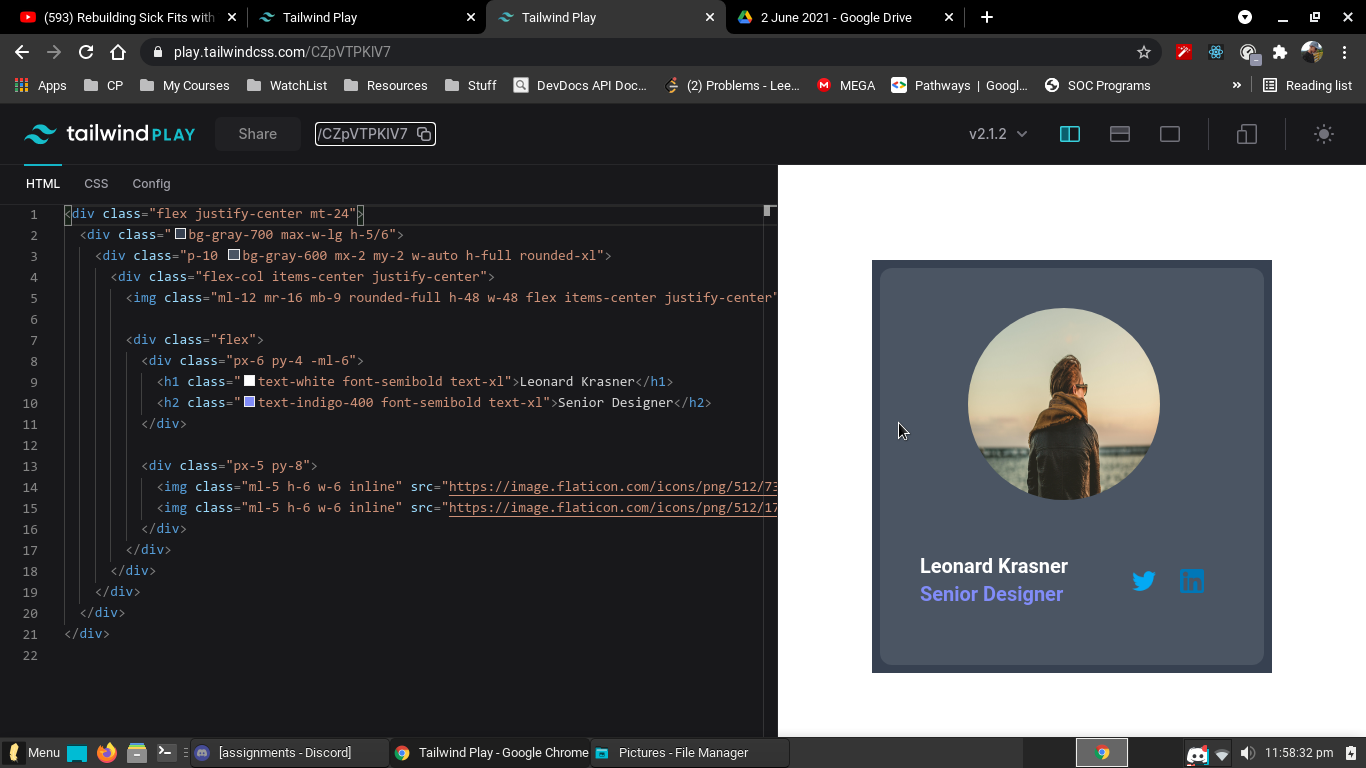 (593) Rebuilding Sick Fits with
Tailwind Play
Tailwind Play
2 June 2021 - Google Drive
play.tailwindcss.com/CZpVTPKlV7
Apps
CP
My Courses
WatchList
Resources
Stuff
DevDocs API Doc...
(2) Problems - Lee...
MEGA
Pathways | Googl...
SOC Programs
»
Reading list
tailwind PLAY
Share
/CZpVTPKlV7
v2.1.2
HTML
CSS
Config
1 <div class="flex justify-center mt-24">
2 <div class="bg-gray-700 max-w-lg h-5/6">
3 <div class="p-10 bg-gray-600 mx-2 my-2 w-auto h-full rounded-xl">
4 <div class="flex-col items-center justify-center">
5 <img class="ml-12 mr-16 mb-9 rounded-full h-48 w-48 flex items-center justify-center"
6
7 <div class="flex">
8 <div class="px-6 py-4 -ml-6">
9 <h1 class="text-white font-semibold text-xl">Leonard Krasner</h1>
10 <h2 class="text-indigo-400 font-semibold text-xl">Senior Designer</h2>
11 </div>
12
13 <div class="px-5 py-8">
14 <img class="ml-5 h-6 w-6 inline" src="https://image.flaticon.com/icons/png/512/73
15 <img class="ml-5 h-6 w-6 inline" src="https://image.flaticon.com/icons/png/512/17
16 </div>
17 </div>
18 </div>
19 </div>
20 </div>
21 </div>
22
Leonard Krasner
Senior Designer
in
Menu
[assignments - Discord]
Tailwind Play - Google Chrome
Pictures - File Manager
11:58:32 pm